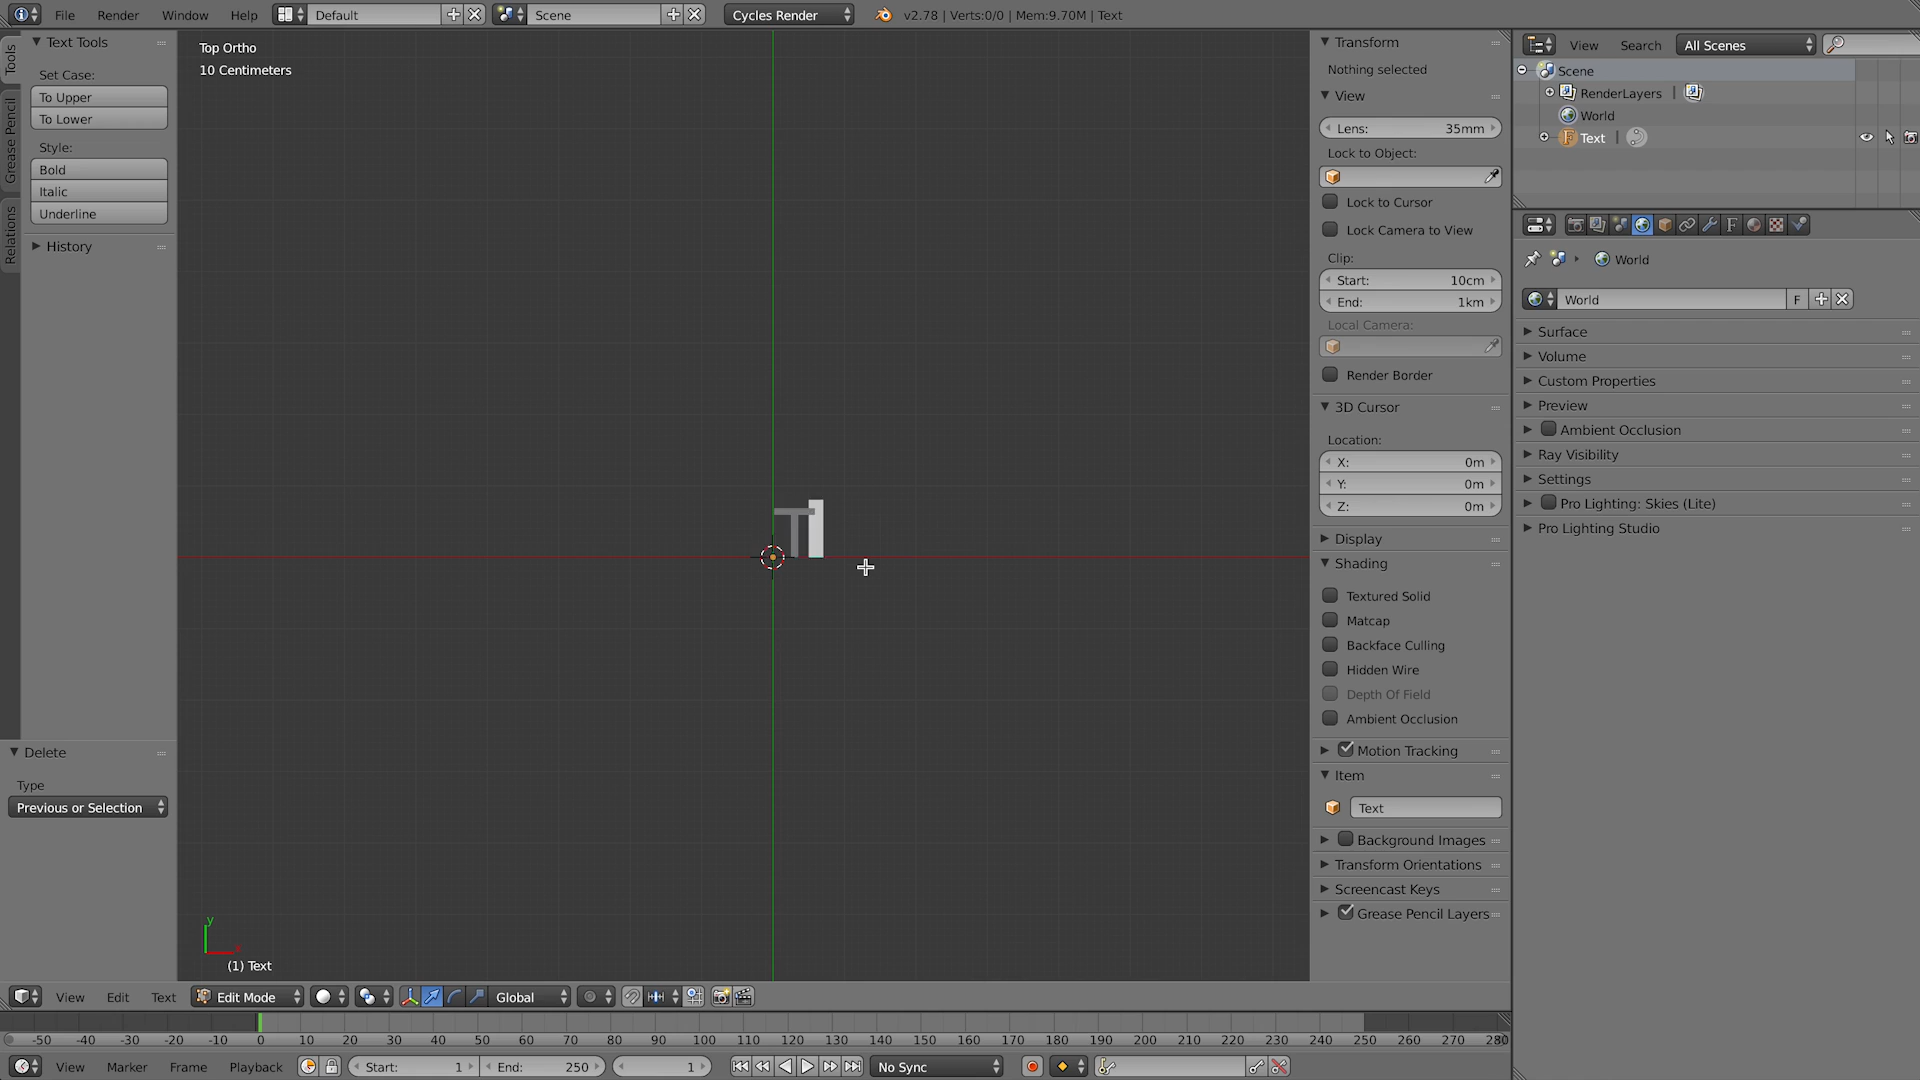 File Render Window Help Default Scene Cycles Render v2.78 | Verts:0/0 | Mem:9.70M | Text
Tools
Grease Pencil
Relations
Text Tools
Set Case:
To Upper
To Lower
Style:
Bold
Italic
Underline
History
Delete
Type
Previous or Selection
Top Ortho
10 Centimeters
T
y
x
(1) Text
Transform
Nothing selected
View
Lens: 35mm
Lock to Object:
Lock to Cursor
Lock Camera to View
Clip:
Start: 10cm
End: 1km
Local Camera:
Render Border
3D Cursor
Location:
X: 0m
Y: 0m
Z: 0m
Display
Shading
Textured Solid
Matcap
Backface Culling
Hidden Wire
Depth Of Field
Ambient Occlusion
Motion Tracking
Item
Text
Background Images
Transform Orientations
Screencast Keys
Grease Pencil Layers
View Search All Scenes
Scene
RenderLayers |
World
Text |
World
World F
Surface
Volume
Custom Properties
Preview
Ambient Occlusion
Ray Visibility
Settings
Pro Lighting: Skies (Lite)
Pro Lighting Studio
View Edit Text Edit Mode Global
-50 -40 -30 -20 -10 0 10 20 30 40 50 60 70 80 90 100 110 120 130 140 150 160 170 180 190 200 210 220 230 240 250 260 270 280
View Marker Frame Playback Start: 1 End: 250 1 No Sync